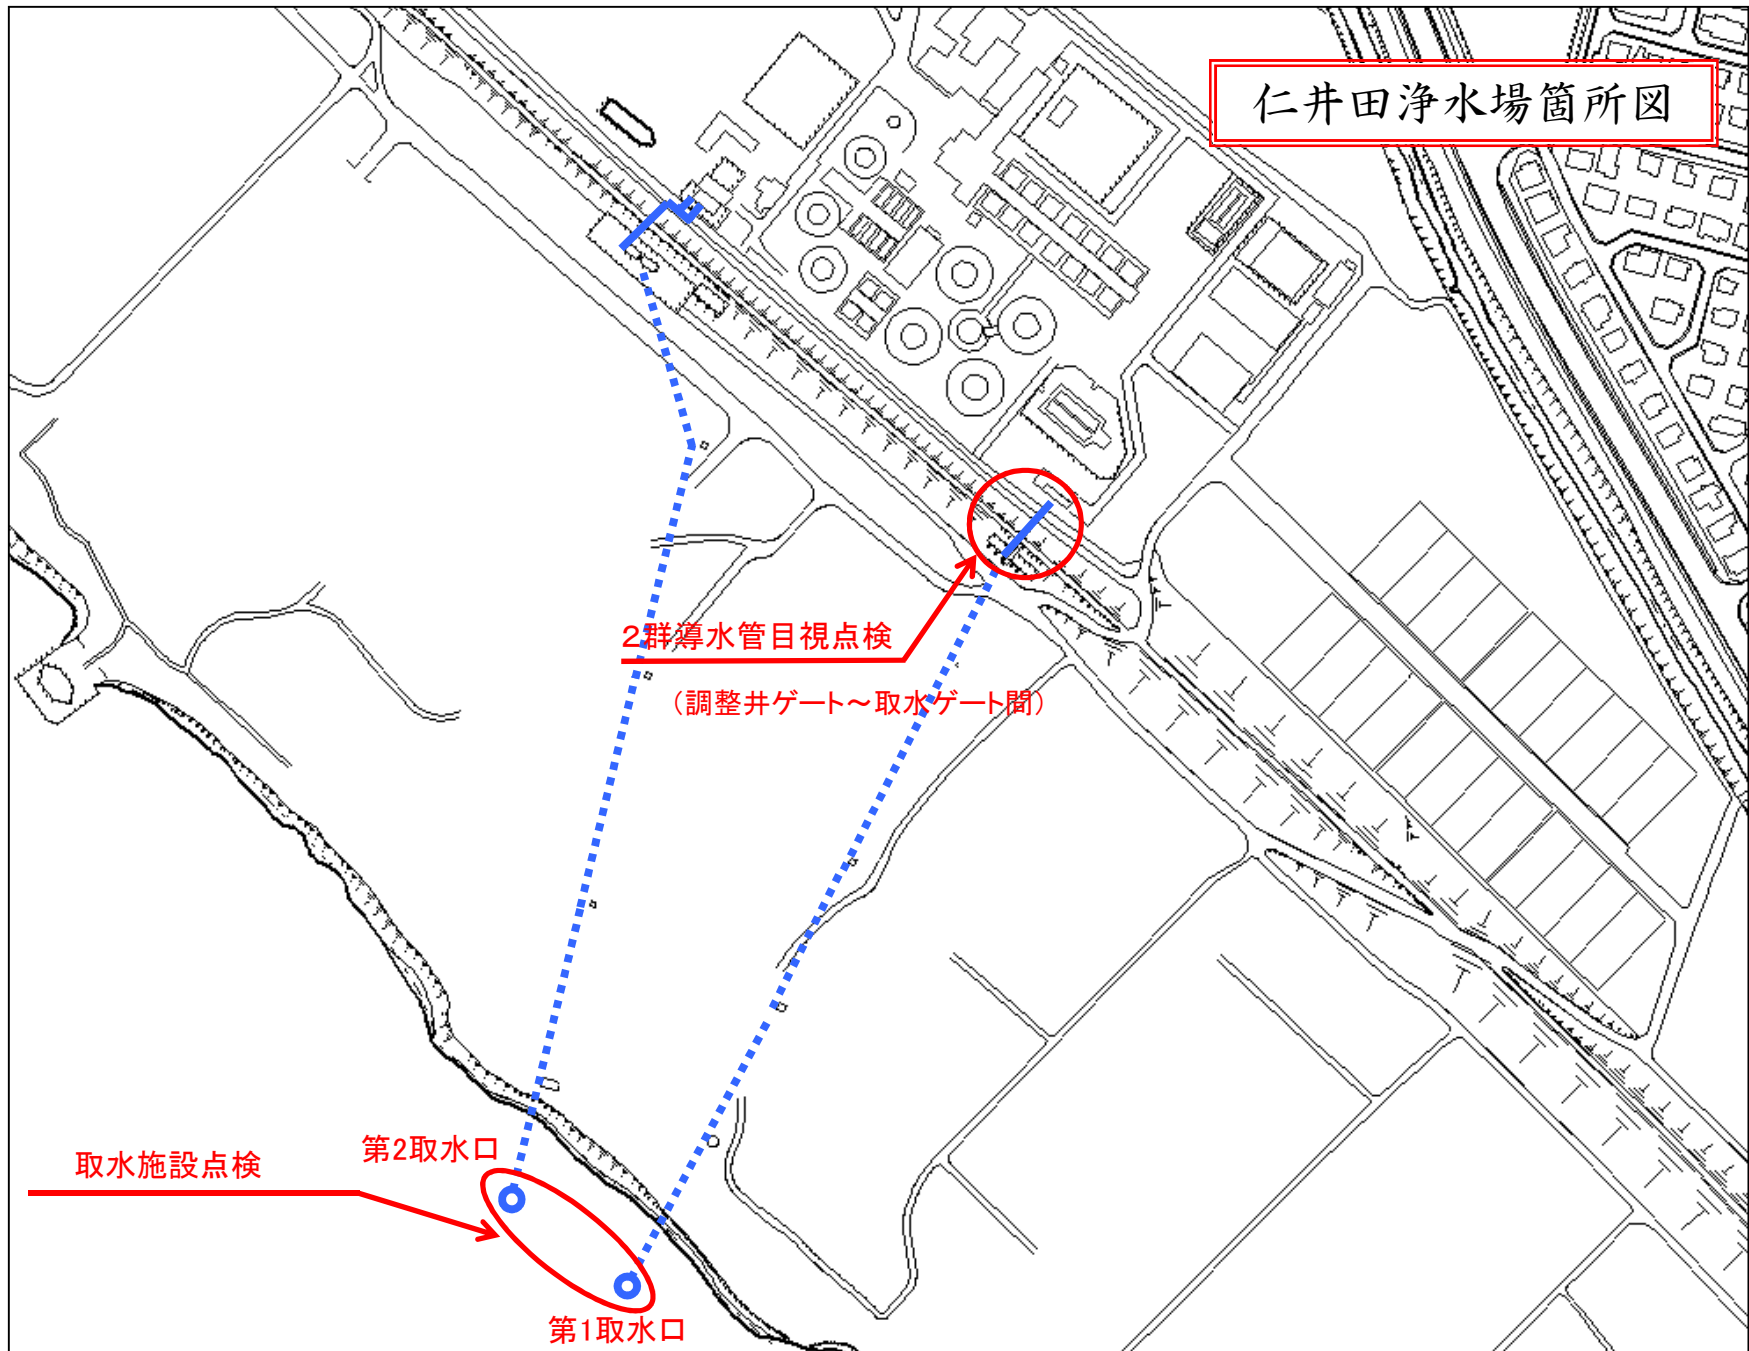 仁井田浄水場箇所図
2群導水管目視点検
（調整井ゲート～取水ゲート間）
取水施設点検
第2取水口
第1取水口